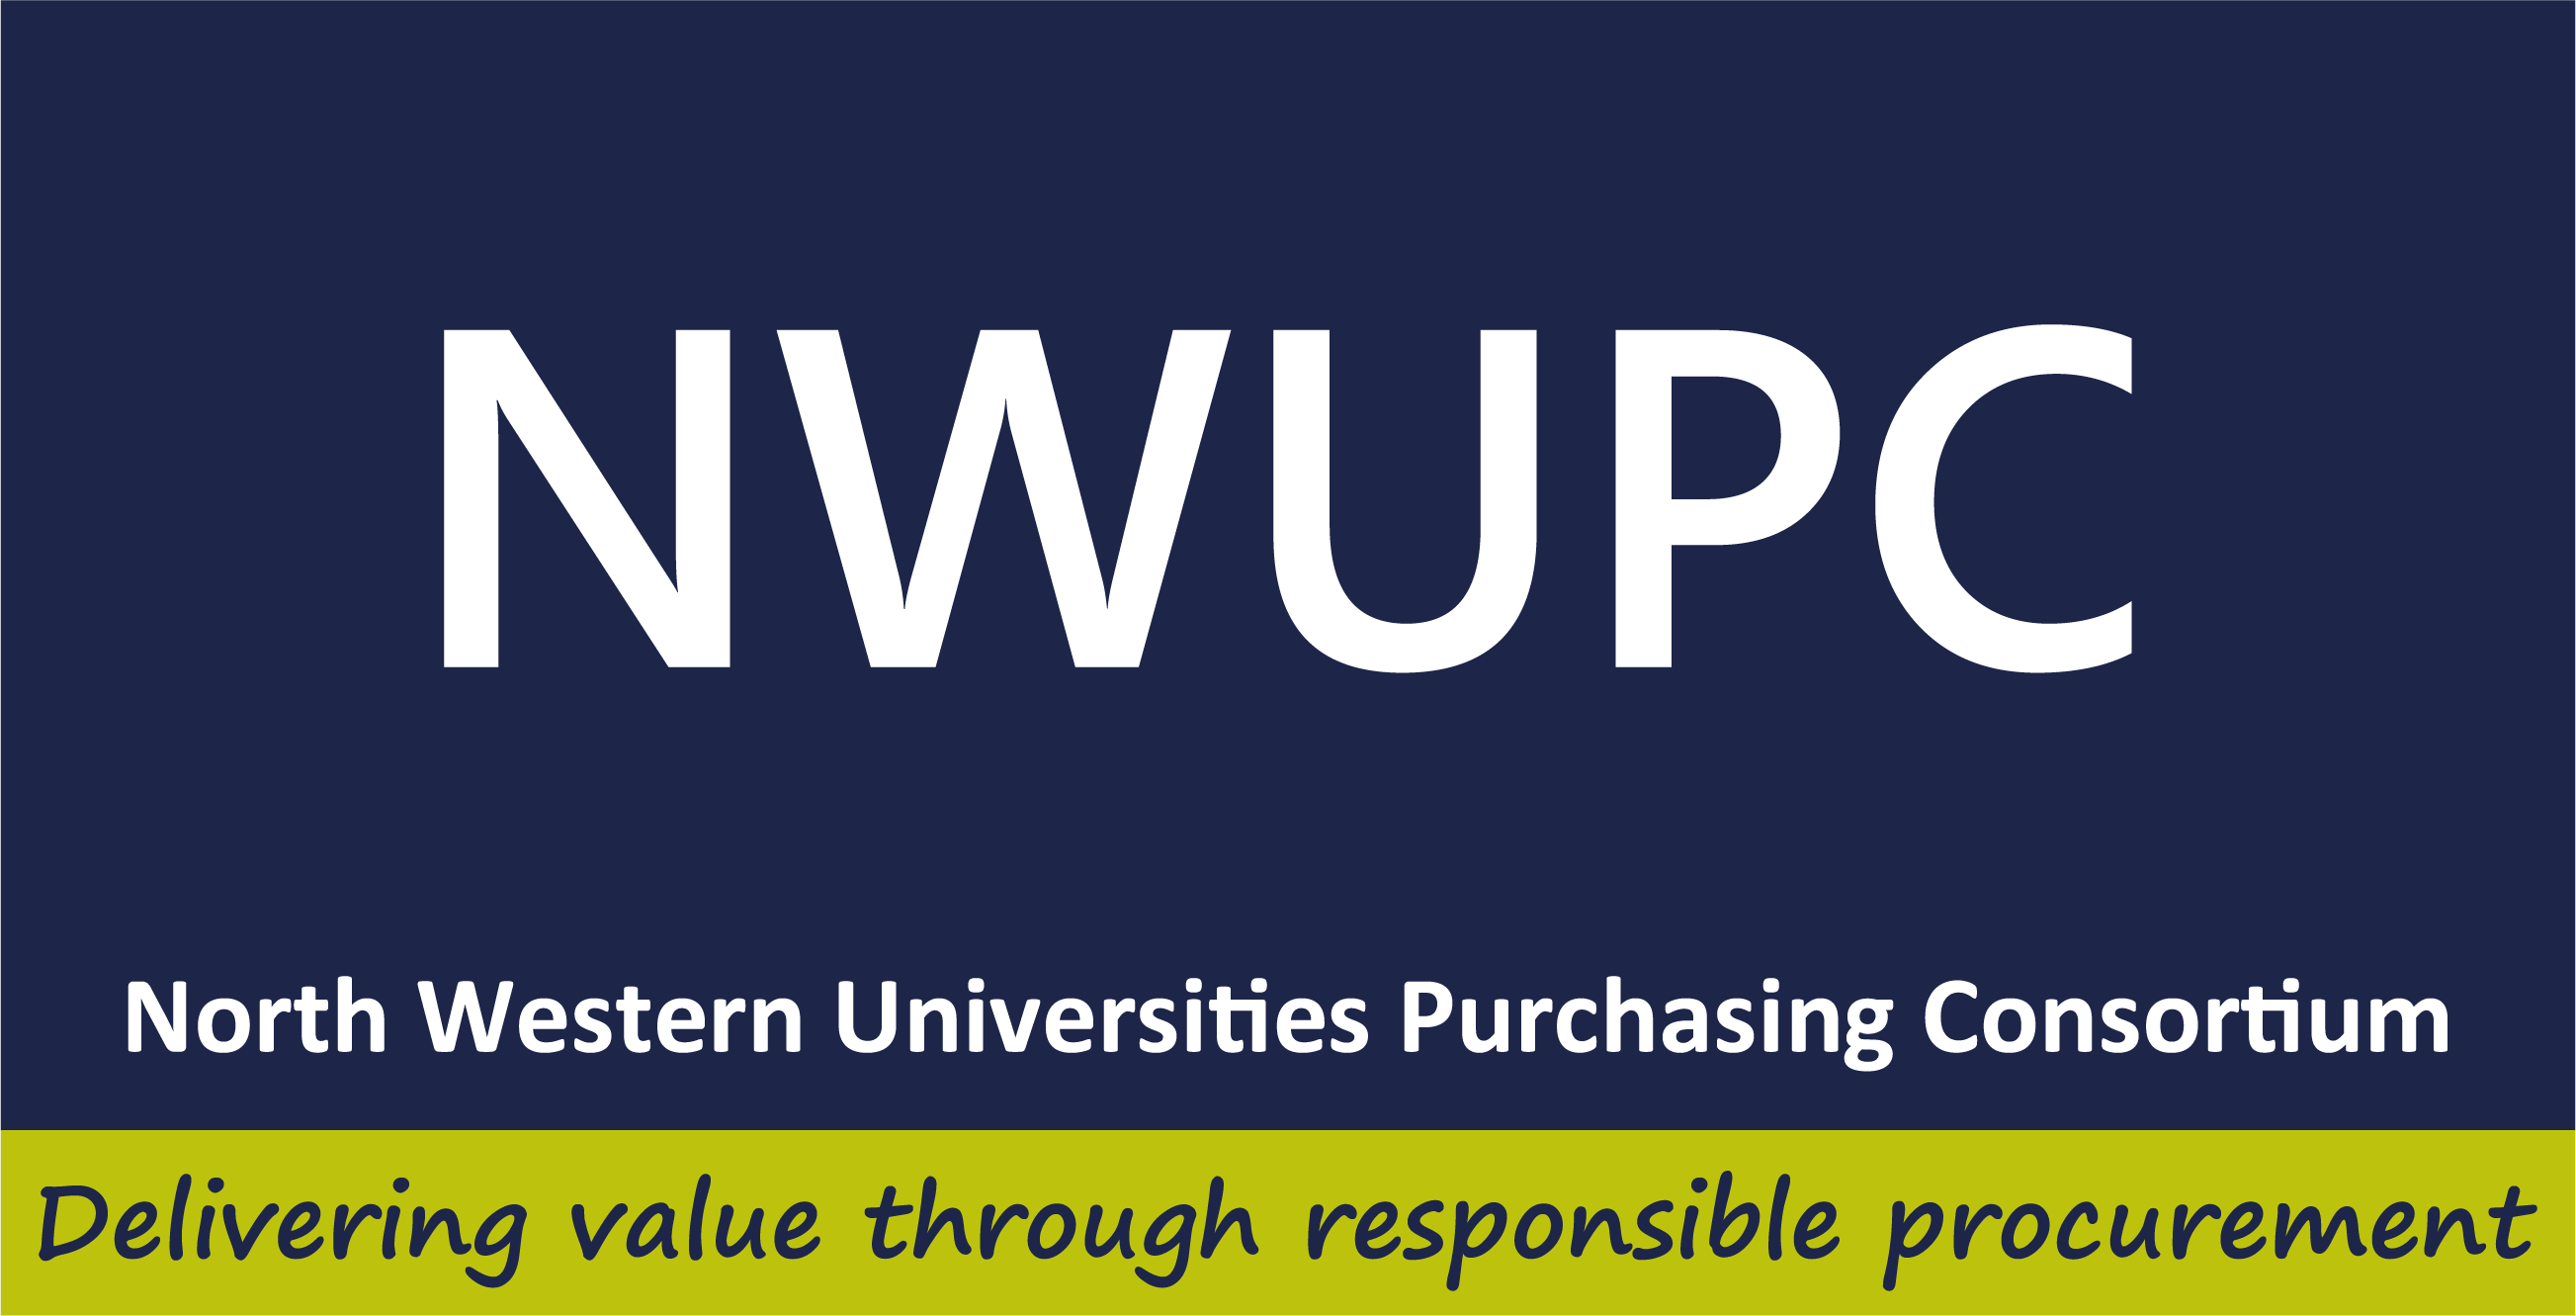 NWUPC
North Western Universities Purchasing Consortium
Delivering value through responsible procurement